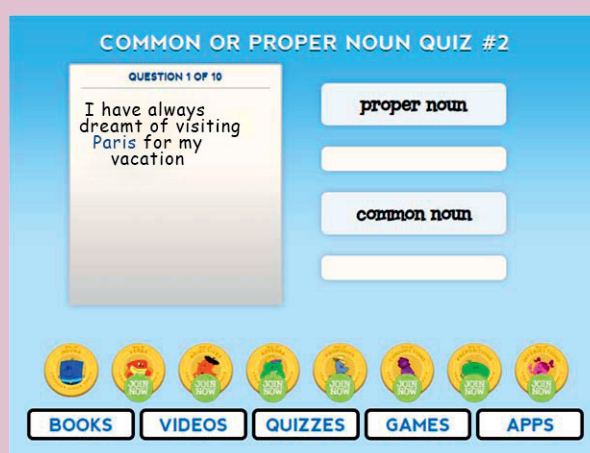 COMMON OR PROPER NOUN QUIZ #2
QUESTION 1 OF 10
I have always
dreamt of visiting
Paris for my
vacation
proper noun
common noun
JOIN NOW
JOIN NOW
JOIN NOW
JOIN NOW
JOIN NOW
JOIN NOW
JOIN NOW
BOOKS
VIDEOS
QUIZZES
GAMES
APPS